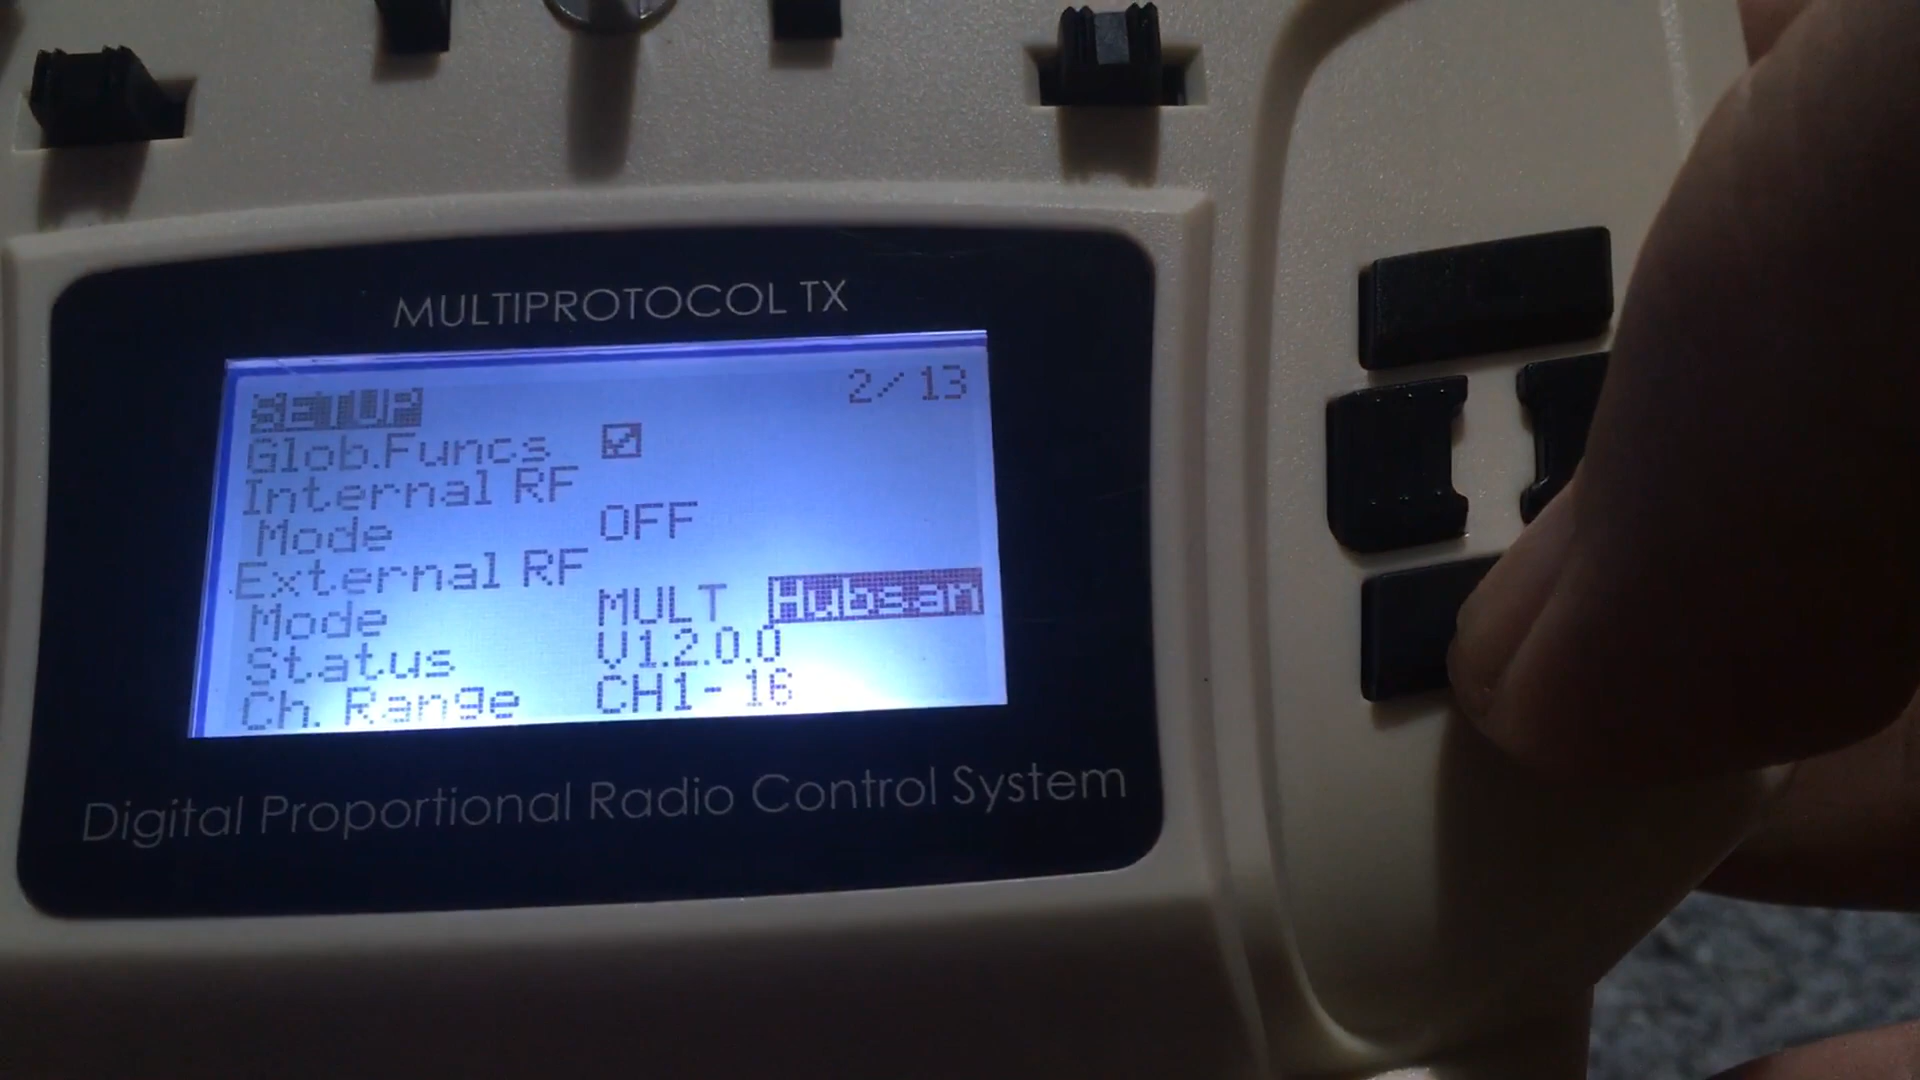 MULTIPROTOCOL TX
SETUP 2/13
Glob.Funcs
Internal RF
Mode OFF
External RF
Mode MULT Hubsan
Status V1.2.0.0
Ch. Range CH1-16
Digital Proportional Radio Control System